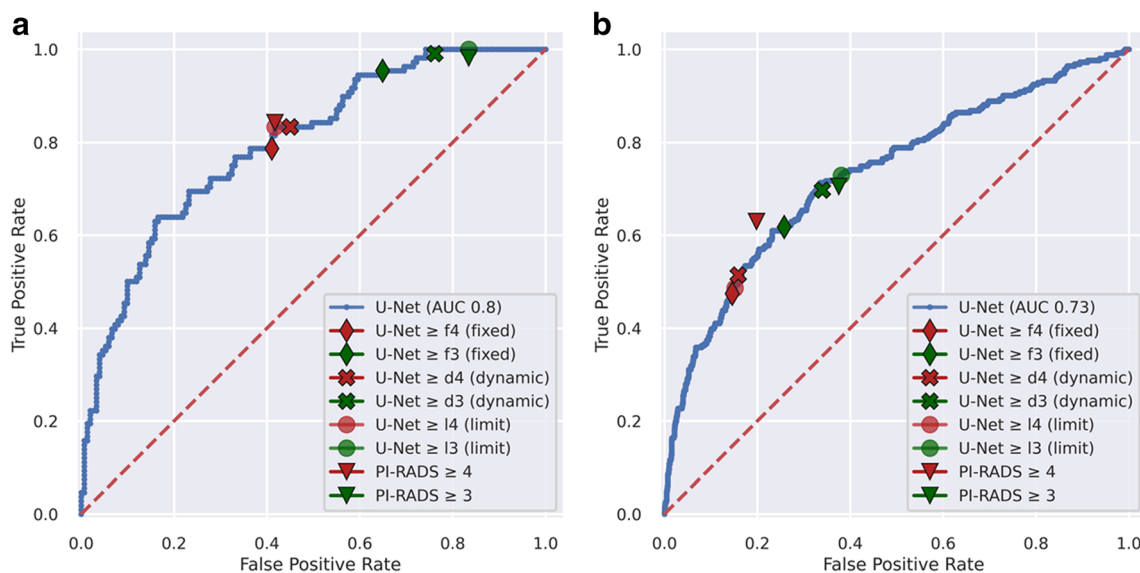 a
1.0
0.8
0.6
0.4
0.2
0.0
True Positive Rate
0.0 0.2 0.4 0.6 0.8 1.0
False Positive Rate
U-Net (AUC 0.8)
U-Net ≥ f4 (fixed)
U-Net ≥ f3 (fixed)
U-Net ≥ d4 (dynamic)
U-Net ≥ d3 (dynamic)
U-Net ≥ l4 (limit)
U-Net ≥ l3 (limit)
PI-RADS ≥ 4
PI-RADS ≥ 3
b
1.0
0.8
0.6
0.4
0.2
0.0
True Positive Rate
0.0 0.2 0.4 0.6 0.8 1.0
False Positive Rate
U-Net (AUC 0.73)
U-Net ≥ f4 (fixed)
U-Net ≥ f3 (fixed)
U-Net ≥ d4 (dynamic)
U-Net ≥ d3 (dynamic)
U-Net ≥ l4 (limit)
U-Net ≥ l3 (limit)
PI-RADS ≥ 4
PI-RADS ≥ 3